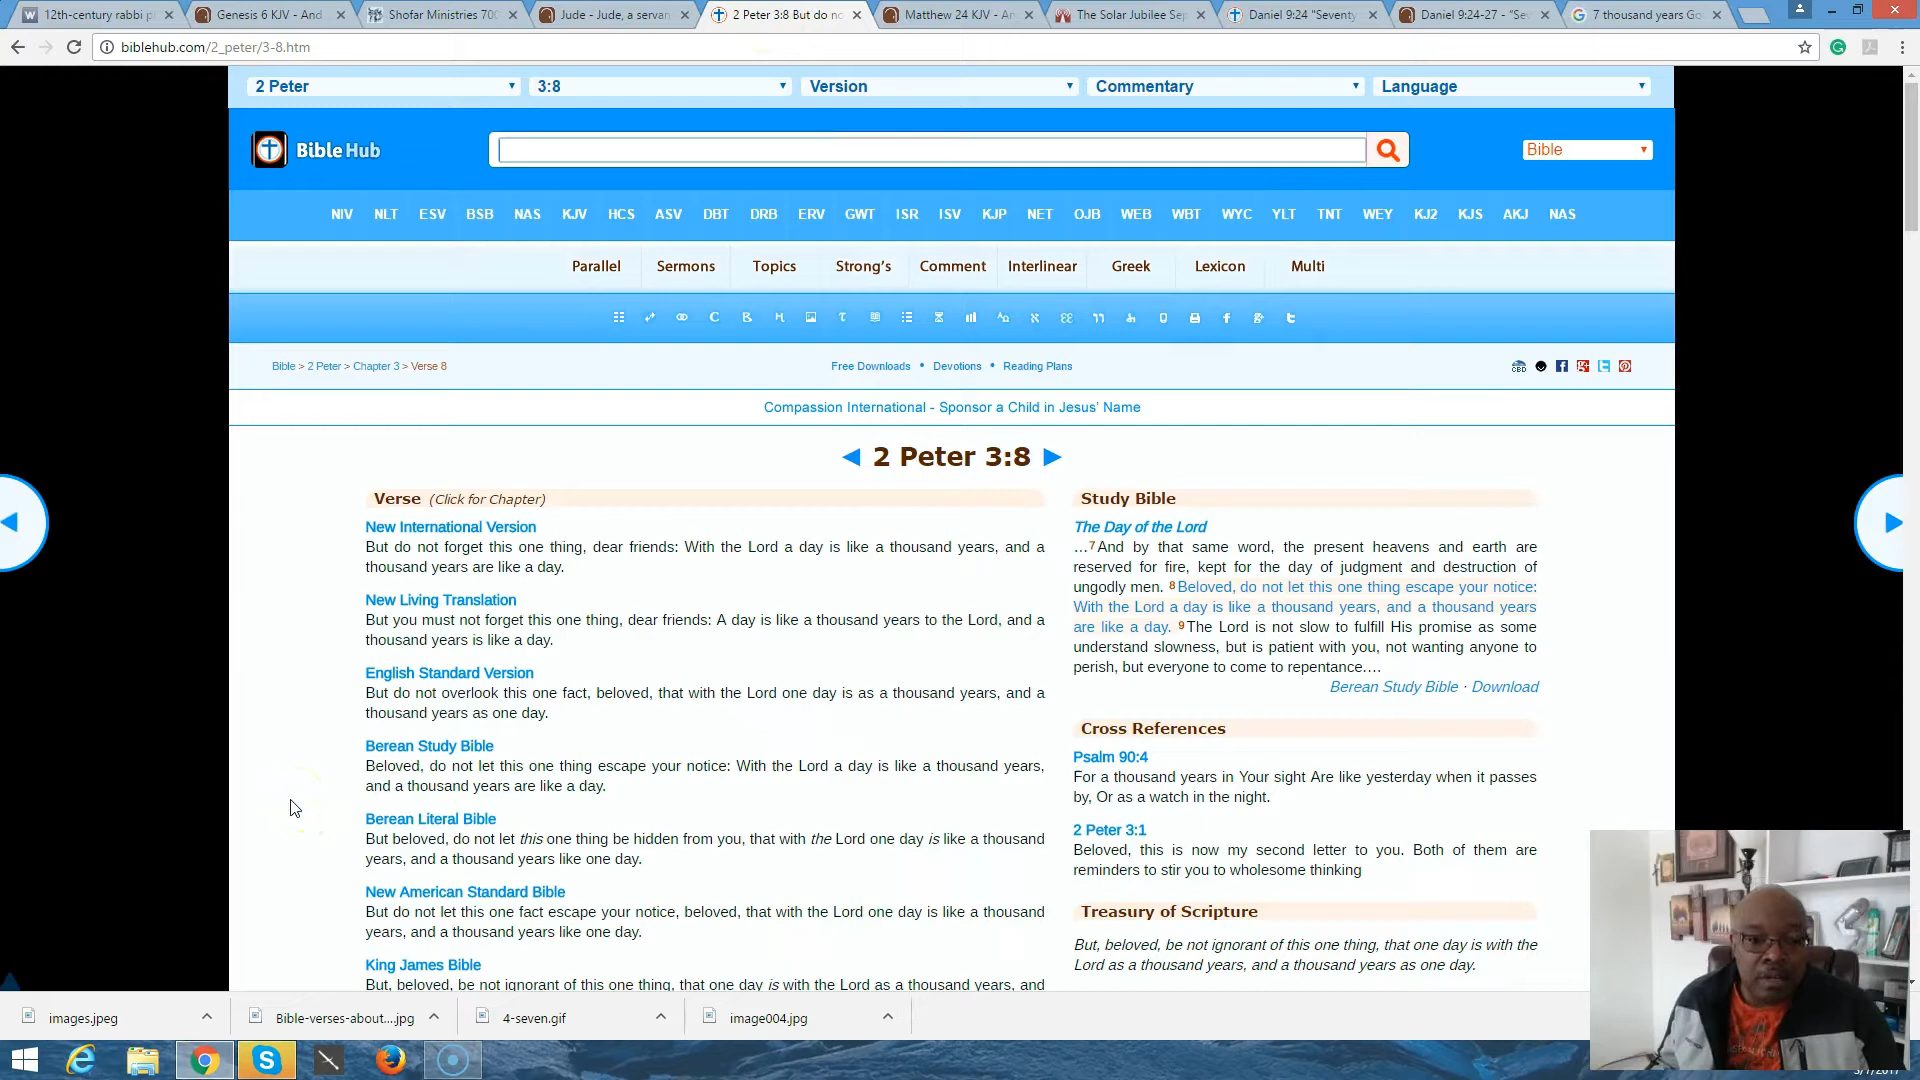 12th-century rabbi p
Genesis 6 KJV - And
Shofar Ministries 700
Jude - Jude, a servan
2 Peter 3:8 But do no
Matthew 24 KJV - An
The Solar Jubilee Sep
Daniel 9:24 "Seventy
Daniel 9:24-27 - "Sev
7 thousand years Go
biblehub.com/2_peter/3-8.htm
2 Peter
3:8
Version
Commentary
Language
Bible Hub
Bible
NIV NLT ESV BSB NAS KJV HCS ASV DBT DRB ERV GWT ISR ISV KJP NET OJB WEB WBT WYC YLT TNT WEY KJ2 KJS AKJ NAS
Parallel Sermons Topics Strong's Comment Interlinear Greek Lexicon Multi
Bible > 2 Peter > Chapter 3 > Verse 8
Free Downloads • Devotions • Reading Plans
CBD
Compassion International - Sponsor a Child in Jesus' Name
2 Peter 3:8
Verse (Click for Chapter)
New International Version
But do not forget this one thing, dear friends: With the Lord a day is like a thousand years, and a
thousand years are like a day.
New Living Translation
But you must not forget this one thing, dear friends: A day is like a thousand years to the Lord, and a
thousand years is like a day.
English Standard Version
But do not overlook this one fact, beloved, that with the Lord one day is as a thousand years, and a
thousand years as one day.
Berean Study Bible
Beloved, do not let this one thing escape your notice: With the Lord a day is like a thousand years,
and a thousand years are like a day.
Berean Literal Bible
But beloved, do not let this one thing be hidden from you, that with the Lord one day is like a thousand
years, and a thousand years like one day.
New American Standard Bible
But do not let this one fact escape your notice, beloved, that with the Lord one day is like a thousand
years, and a thousand years like one day.
King James Bible
But, beloved, be not ignorant of this one thing, that one day is with the Lord as a thousand years, and
Study Bible
The Day of the Lord
…7And by that same word, the present heavens and earth are
reserved for fire, kept for the day of judgment and destruction of
ungodly men. 8Beloved, do not let this one thing escape your notice:
With the Lord a day is like a thousand years, and a thousand years
are like a day. 9The Lord is not slow to fulfill His promise as some
understand slowness, but is patient with you, not wanting anyone to
perish, but everyone to come to repentance.…
Berean Study Bible · Download
Cross References
Psalm 90:4
For a thousand years in Your sight Are like yesterday when it passes
by, Or as a watch in the night.
2 Peter 3:1
Beloved, this is now my second letter to you. Both of them are
reminders to stir you to wholesome thinking
Treasury of Scripture
But, beloved, be not ignorant of this one thing, that one day is with the
Lord as a thousand years, and a thousand years as one day.
images.jpeg
Bible-verses-about....jpg
4-seven.gif
image004.jpg